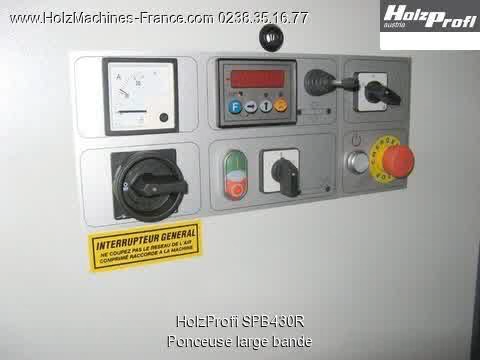 www.HolzMachines-France.com 0238.35.16.77
HolzProfi
austria
A
F
INTERRUPTEUR GENERAL
NE COUPEZ PAS LE RESEAU DE L'AIR
COMPRIME RACCORDE A LA MACHINE
HolzProfi SPB430R
Ponceuse large bande